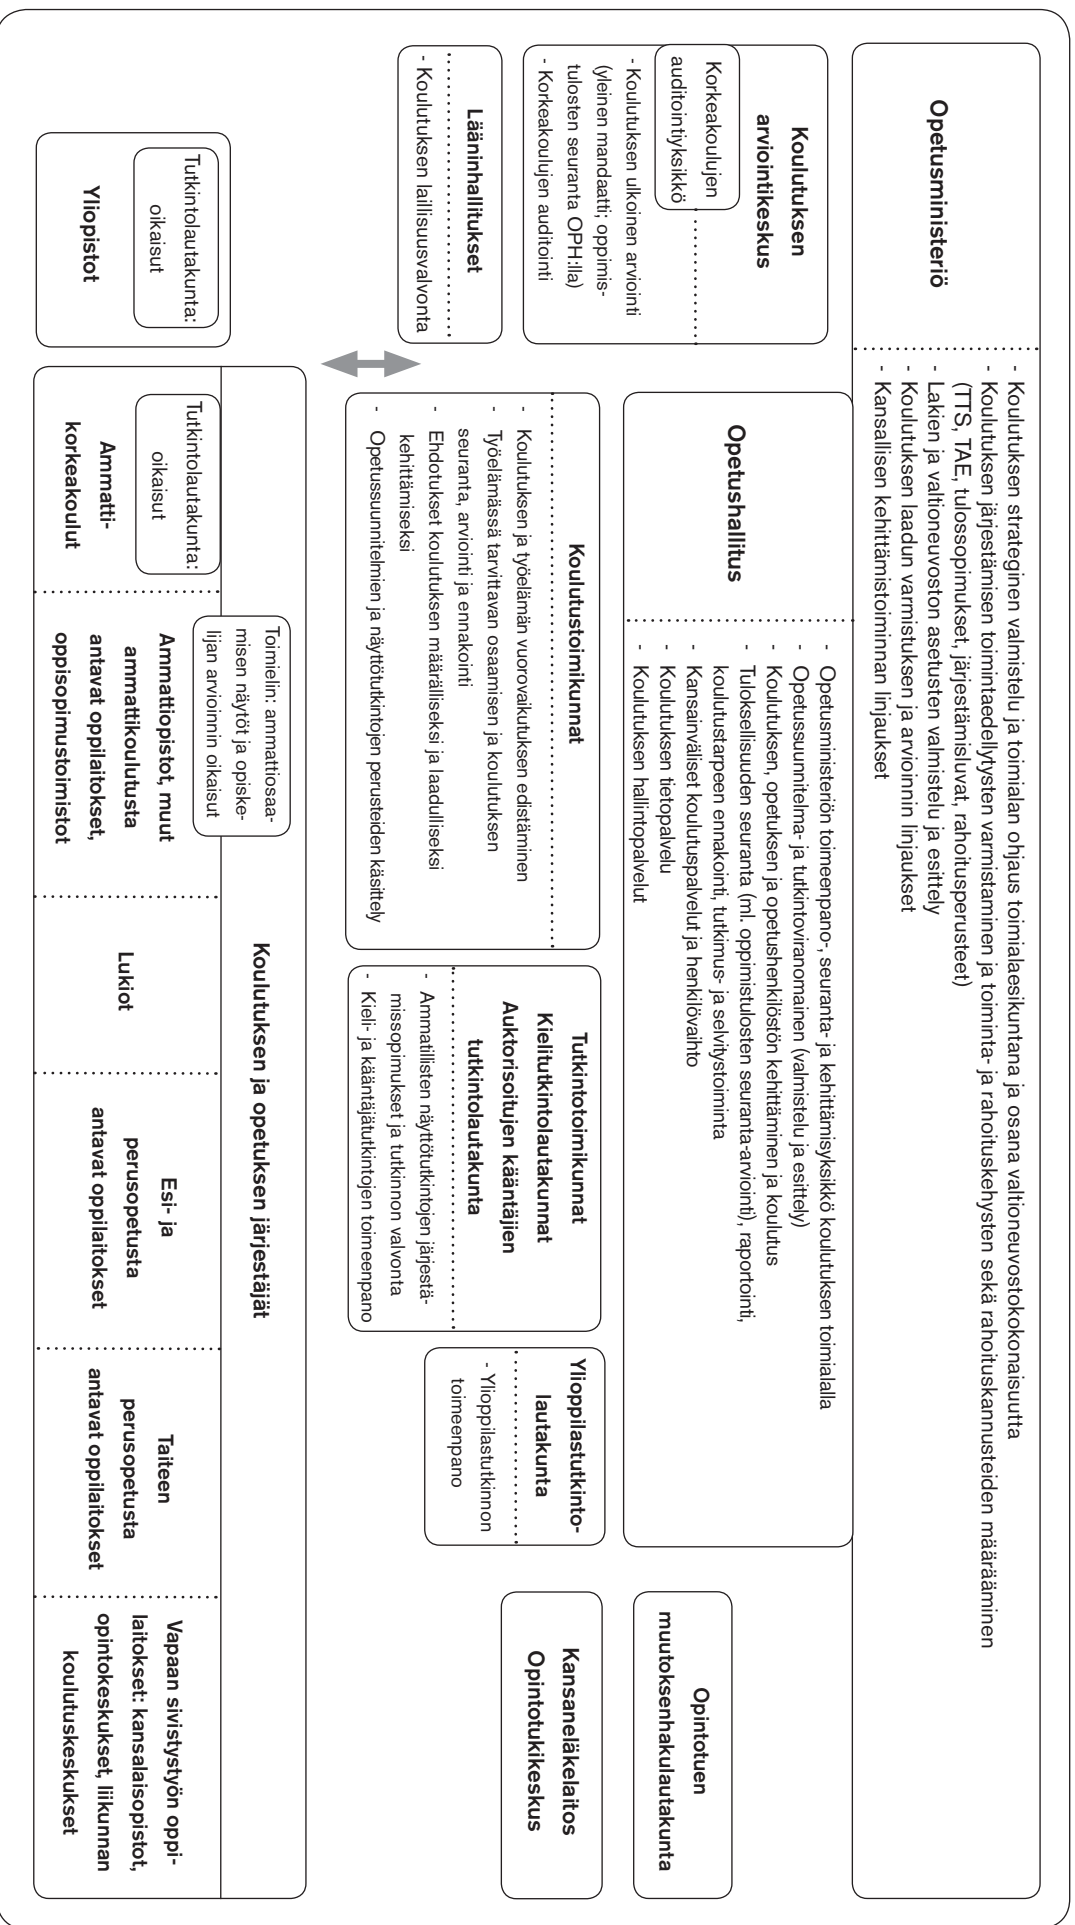 Opetusministeriö
- Koulutuksen strateginen valmistelu ja toimialan ohjaus toimialaesikuntana ja osana valtioneuvostokokonaisuutta
- Koulutuksen järjestämisen toimintaedellytysten varmistaminen ja toiminta- ja rahoituskehysten sekä rahoituskannusteiden määrääminen
(TTS, TAE, tulossopimukset, järjestämisluvat, rahoitusperusteet)
- Lakien ja valtioneuvoston asetusten valmistelu ja esittely
- Koulutuksen laadun varmistuksen ja arvioinnin linjaukset
- Kansallisen kehittämistoiminnan linjaukset
Koulutuksen
arviointikeskus
Korkeakoulujen
auditointiyksikkö
- Koulutuksen ulkoinen arviointi
(yleinen mandaatti; oppimis-
tulosten seuranta OPH:lla)
- Korkeakoulujen auditointi
Lääninhallitukset
- Koulutuksen laillisuusvalvonta
Opetushallitus
- Opetusministeriön toimeenpano-, seuranta- ja kehittämisyksikkö koulutuksen toimialalla
- Opetussuunnitelma- ja tutkintoviranomainen (valmistelu ja esittely)
- Koulutuksen, opetuksen ja opetushenkilöstön kehittäminen ja koulutus
- Tuloksellisuuden seuranta (ml. oppimistulosten seuranta-arviointi), raportointi,
koulutustarpeen ennakointi, tutkimus- ja selvitystoiminta
- Kansainväliset koulutuspalvelut ja henkilövaihto
- Koulutuksen tietopalvelu
- Koulutuksen hallintopalvelut
Opintotuen
muutoksenhakulautakunta
Koulutustoimikunnat
- Koulutuksen ja työelämän vuorovaikutuksen edistäminen
- Työelämässä tarvittavan osaamisen ja koulutuksen
seuranta, arviointi ja ennakointi
- Ehdotukset koulutuksen määrälliseksi ja laadulliseksi
kehittämiseksi
- Opetussuunnitelmien ja näyttötutkintojen perusteiden käsittely
Tutkintotoimikunnat
Kielitutkintolautakunnat
Auktorisoitujen kääntäjien
tutkintolautakunta
- Ammatillisten näyttötutkintojen järjestä-
missopimukset ja tutkinnon valvonta
- Kieli- ja kääntäjätutkintojen toimeenpano
Ylioppilastutkinto-
lautakunta
- Ylioppilastutkinnon
toimeenpano
Kansaneläkelaitos
Opintotukikeskus
Tutkintolautakunta:
oikaisut
Yliopistot
Koulutuksen ja opetuksen järjestäjät
Tutkintolautakunta:
oikaisut
Ammatti-
korkeakoulut
Toimielin: ammattiosaa-
misen näytöt ja opiske-
lijan arvioinnin oikaisut
Ammattiopistot, muut
ammattikoulutusta
antavat oppilaitokset,
oppisopimustoimistot
Lukiot
Esi- ja
perusopetusta
antavat oppilaitokset
Taiteen
perusopetusta
antavat oppilaitokset
Vapaan sivistystyön oppi-
laitokset: kansalaisopistot,
opintokeskukset, liikunnan
koulutuskeskukset